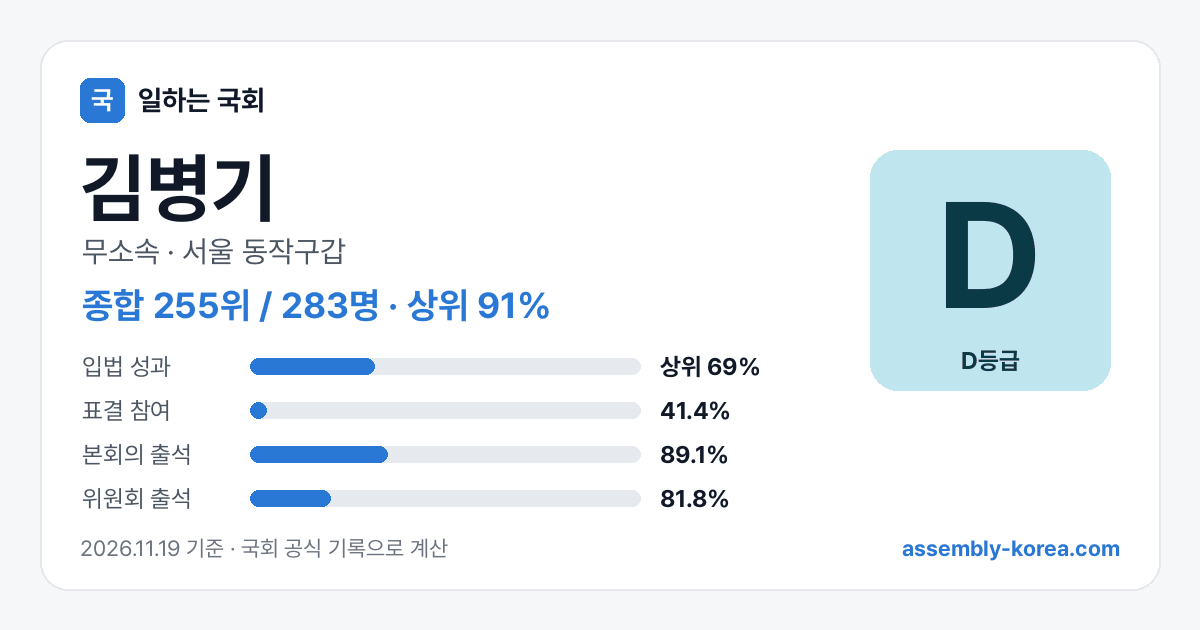 국 일하는 국회
김병기
무소속 · 서울 동작구갑
종합 255위 / 283명 · 상위 91%
D
D등급
입법 성과 상위 69%
표결 참여 41.4%
본회의 출석 89.1%
위원회 출석 81.8%
2026.11.19 기준 · 국회 공식 기록으로 계산
assembly-korea.com